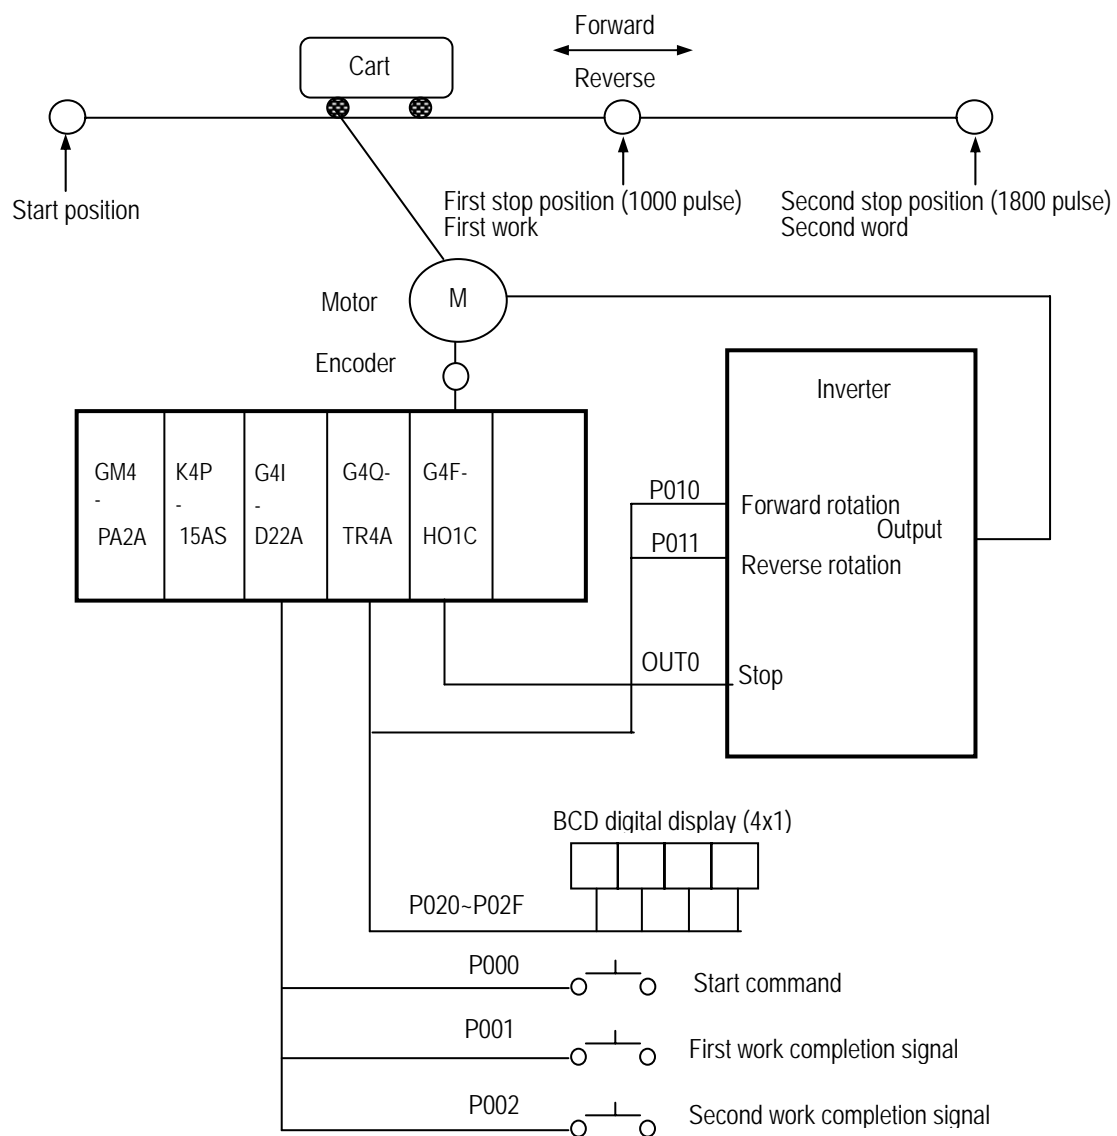 Forward
Cart
Reverse
Start position
First stop position (1000 pulse)
First work
Second stop position (1800 pulse)
Second word
Motor
M
Encoder
Inverter
GM4
-
PA2A
K4P
-
15AS
G4I
-
D22A
G4Q-
TR4A
G4F-
HO1C
P010
Forward rotation
Output
P011
Reverse rotation
OUT0
Stop
BCD digital display (4x1)
P020~P02F
P000
Start command
P001
First work completion signal
P002
Second work completion signal